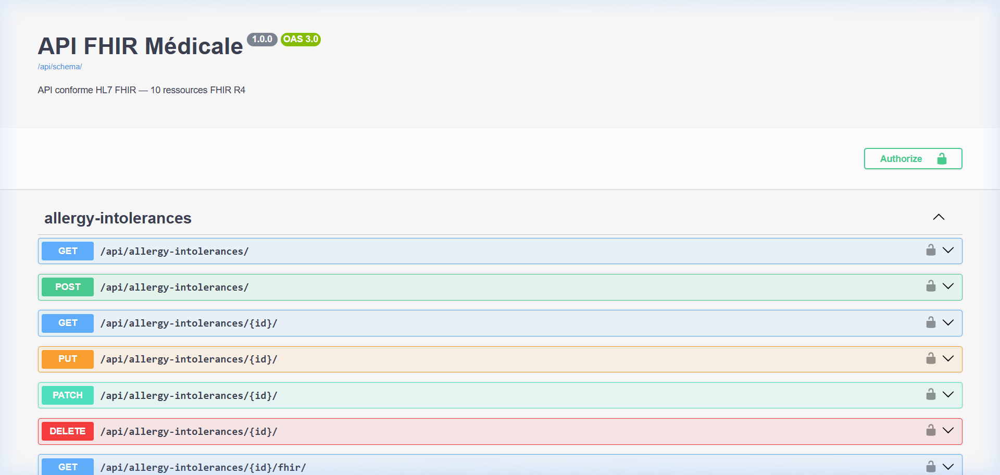 API FHIR Médicale 1.0.0 OAS 3.0
/api/schema/
API conforme HL7 FHIR — 10 ressources FHIR R4
Authorize
allergy-intolerances
GET /api/allergy-intolerances/
POST /api/allergy-intolerances/
GET /api/allergy-intolerances/{id}/
PUT /api/allergy-intolerances/{id}/
PATCH /api/allergy-intolerances/{id}/
DELETE /api/allergy-intolerances/{id}/
GET /api/allergy-intolerances/{id}/fhir/